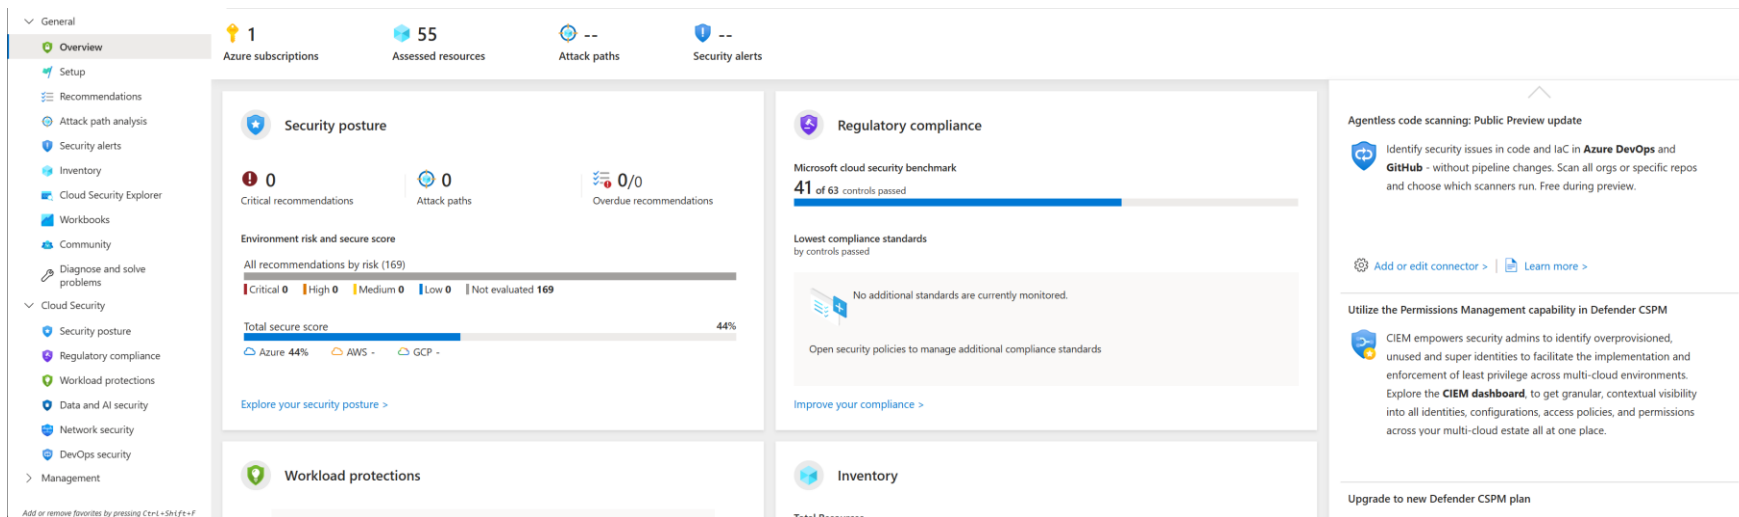 General
Overview
Setup
Recommendations
Attack path analysis
Security alerts
Inventory
Cloud Security Explorer
Workbooks
Community
Diagnose and solve
problems
Cloud Security
Security posture
Regulatory compliance
Workload protections
Data and AI security
Network security
DevOps security
Management
Add or remove favorites by pressing Ctrl+Shift+F
1
Azure subscriptions
55
Assessed resources
--
Attack paths
--
Security alerts
Security posture
0
Critical recommendations
0
Attack paths
0/0
Overdue recommendations
Environment risk and secure score
All recommendations by risk (169)
Critical 0 High 0 Medium 0 Low 0 Not evaluated 169
Total secure score 44%
Azure 44% AWS - GCP -
Explore your security posture >
Regulatory compliance
Microsoft cloud security benchmark
41 of 63 controls passed
Lowest compliance standards
by controls passed
No additional standards are currently monitored.
Open security policies to manage additional compliance standards
Improve your compliance >
Workload protections
Inventory
Total Resources
Agentless code scanning: Public Preview update
Identify security issues in code and IaC in Azure DevOps and
GitHub - without pipeline changes. Scan all orgs or specific repos
and choose which scanners run. Free during preview.
Add or edit connector > | Learn more >
Utilize the Permissions Management capability in Defender CSPM
CIEM empowers security admins to identify overprovisioned,
unused and super identities to facilitate the implementation and
enforcement of least privilege across multi-cloud environments.
Explore the CIEM dashboard, to get granular, contextual visibility
into all identities, configurations, access policies, and permissions
across your multi-cloud estate all at one place.
Upgrade to new Defender CSPM plan